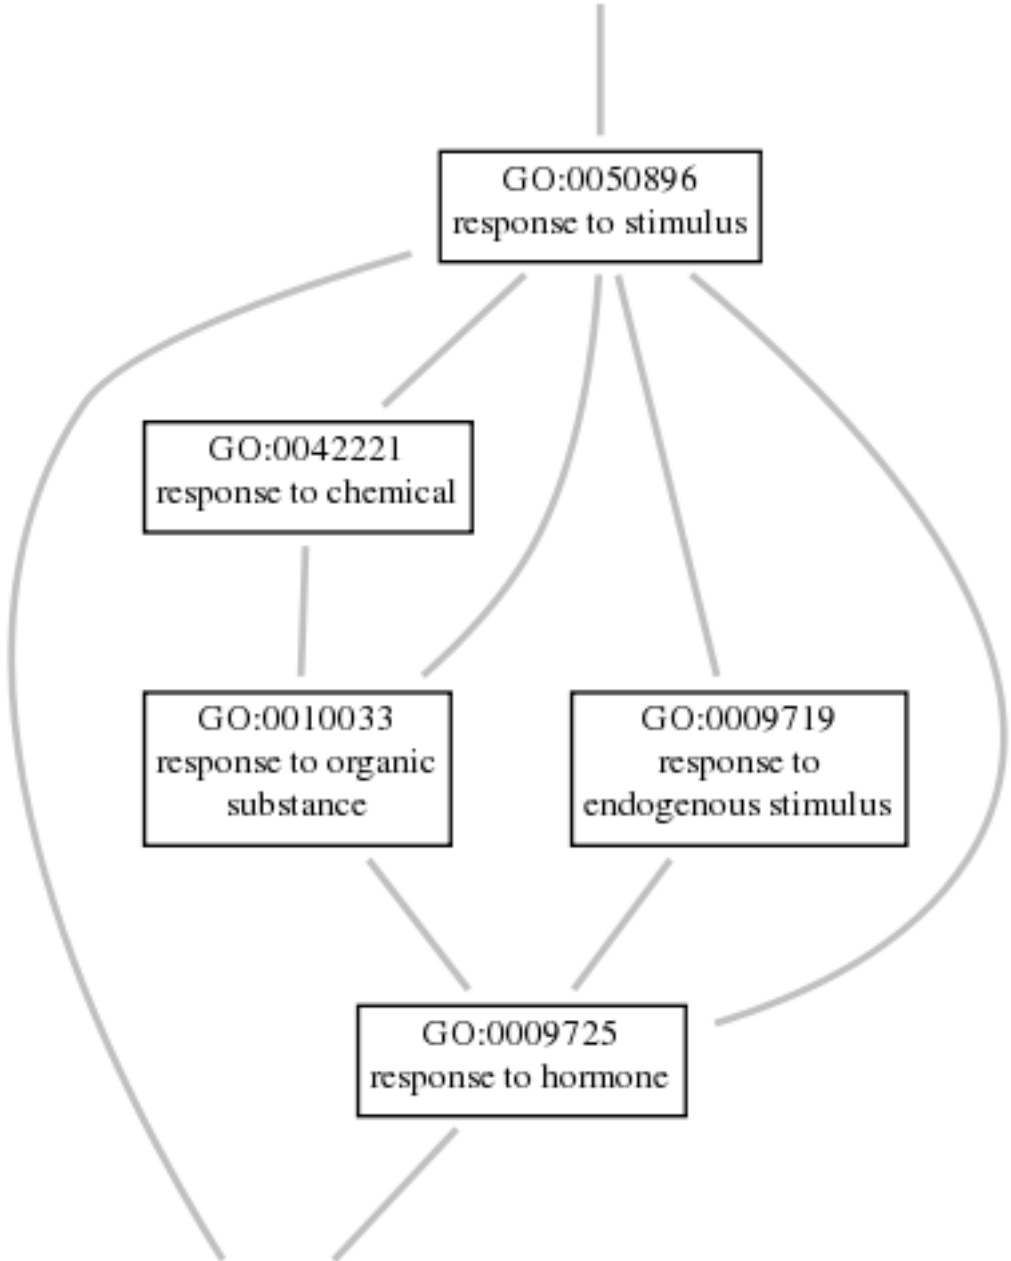 GO:0050896
response to stimulus
GO:0042221
response to chemical
GO:0010033
response to organic
substance
GO:0009719
response to
endogenous stimulus
GO:0009725
response to hormone